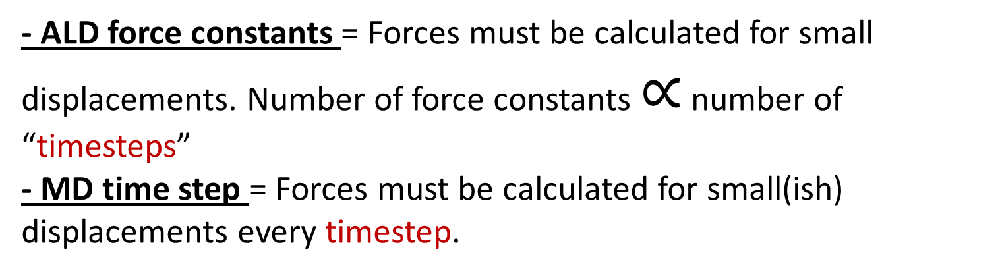 - ALD force constants = Forces must be calculated for small
displacements. Number of force constants ∝ number of
“timesteps”
- MD time step = Forces must be calculated for small(ish)
displacements every timestep.